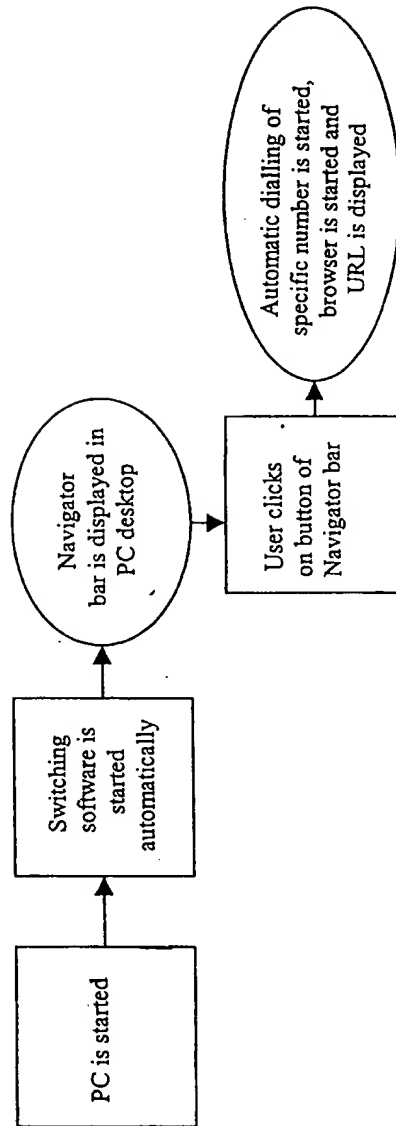 PC is started
Switching
software is
started
automatically
Navigator
bar is displayed in
PC desktop
User clicks
on button of
Navigator bar
Automatic dialling of
specific number is started,
browser is started and
URL is displayed